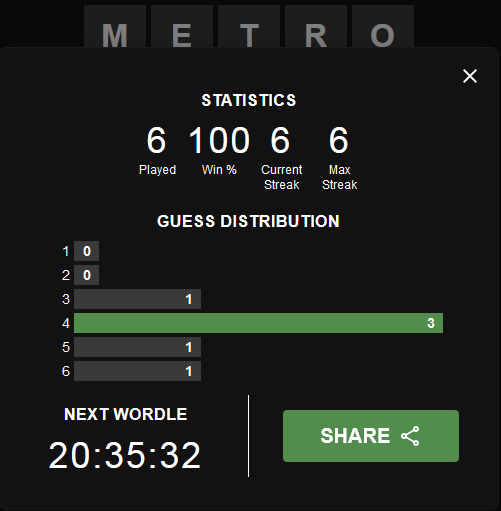 METRO
STATISTICS
6 100 6 6
Played Win % Current Streak Max Streak
GUESS DISTRIBUTION
1 0
2 0
3 1
4 3
5 1
6 1
NEXT WORDLE
20:35:32
SHARE